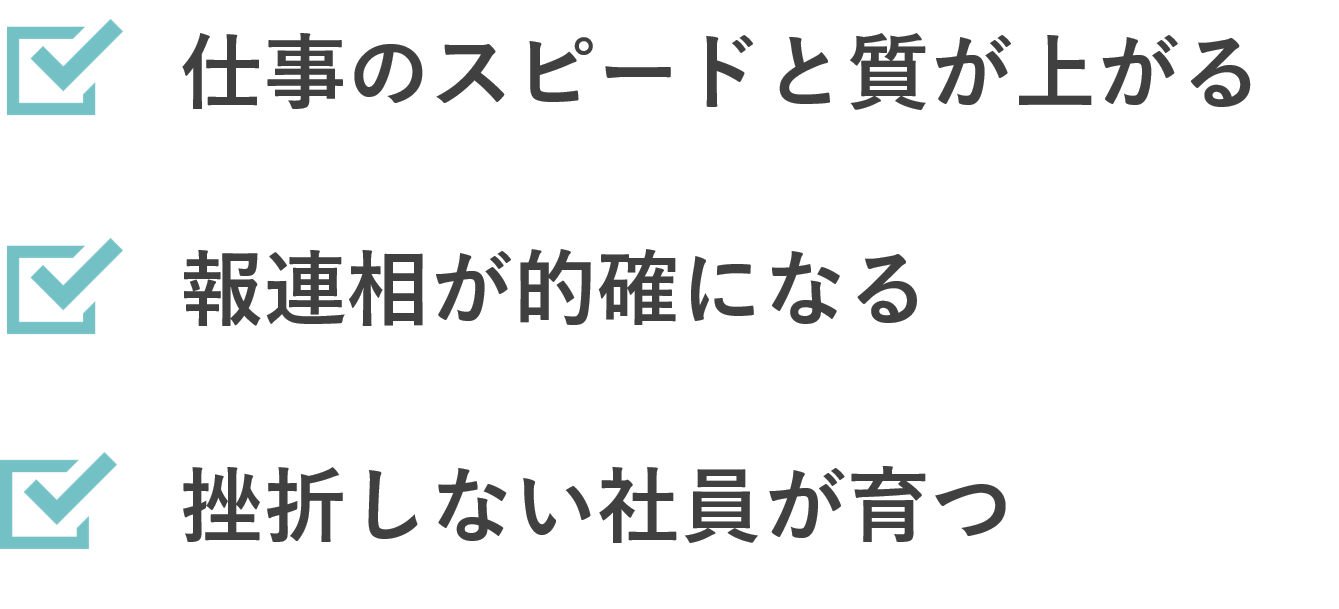 仕事のスピードと質が上がる
報連相が的確になる
挫折しない社員が育つ